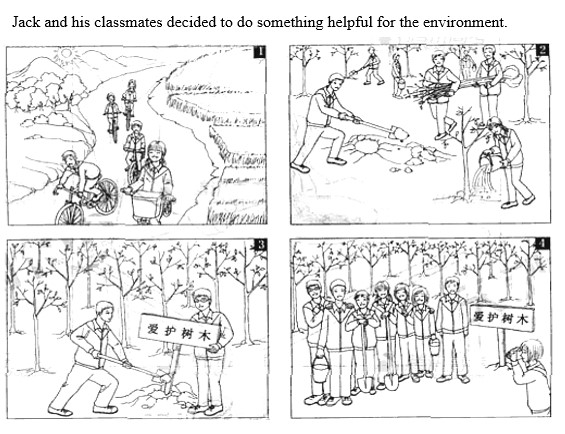 Jack and his classmates decided to do something helpful for the environment.
1
2
3
爱护树木
4
爱护树木